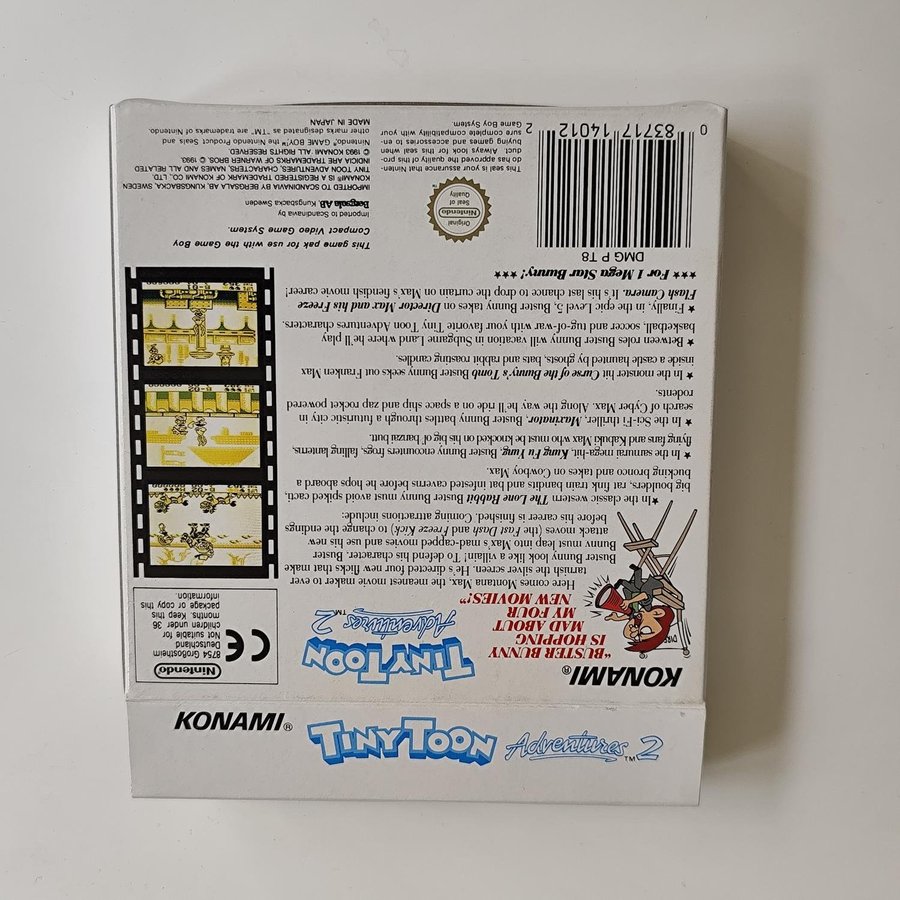 KONAMI®
TINY TOON
Adventures™ 2
"BUSTER BUNNY
IS HOPPING
MAD ABOUT
MY FOUR
NEW MOVIES!"
Here comes Montana Max, the meanest movie maker to ever
tarnish the silver screen. He's directed four new flicks that make
Buster Bunny look like a villain! To defend his character, Buster
Bunny must leap into Max's mad-capped movies and use his new
attack moves (the Fast Dash and Freeze Kick) to change the endings
before his career is finished. Coming attractions include:
★In the classic western, The Lone Rabbit Buster Bunny must avoid spiked cacti,
big boulders, rat fink train bandits and bat infested caverns before he hops aboard a
bucking bronco and takes on Cowboy Max.
★ In the samurai mega-hit, Kung Fu Fung, Buster Bunny encounters frogs, falling lanterns,
flying fans and Kabuki Max who must be knocked on his big ol' banzai butt.
★ In the Sci-Fi thriller, Maxinator, Buster Bunny battles through a futuristic city in
search of Cyber Max. Along the way he'll ride on a space ship and zap rocket powered
rodents.
★ In the monster hit Curse of the Bunny's Tomb Buster Bunny seeks out Franken Max
inside a castle haunted by ghosts, bats and rabbit roasting candles.
★ Between roles Buster Bunny will vacation in Subgame Land where he'll play
basketball, soccer and tug-of-war with your favorite Tiny Toon Adventures characters.
★ Finally, in the epic Level 5, Buster Bunny takes on Director, Max and his Freeze
Flash Camera. It's his last chance to drop the curtain on Max's fiendish movie career!
★★★★ For 1 Mega Star Bunny! ★★★★
Nintendo
8754 Großostheim
Deutschland
Not suitable for
children under 36
months. Keep this
package or copy this
information.
CE
DMG P T8
0
83717 14012
2
Original
Nintendo
Seal of
Quality
This seal is your assurance that Ninten-
do has approved the quality of this pro-
duct. Always look for this seal when
buying games and accessories to en-
sure complete compatibility with your
Game Boy System.
This game pak for use with the Game Boy
Compact Video Game System.
Imported to Scandinavia by
Bergsala AB, Kungsbacka Sweden
IMPORTED TO SCANDINAVIA BY BERGSALA AB, KUNGSBACKA, SWEDEN
KONAMI® IS A REGISTERED TRADEMARK OF KONAMI CO., LTD.
TINY TOON ADVENTURES, CHARACTERS, NAMES AND ALL RELATED
INDICIA ARE TRADEMARKS OF WARNER BROS. © 1993.
© 1993 KONAMI. ALL RIGHTS RESERVED.
Nintendo®, GAME BOY™, the Nintendo Product Seals and
other marks designated as "TM" are trademarks of Nintendo.
MADE IN JAPAN
KONAMI®
TINY TOON Adventures™ 2